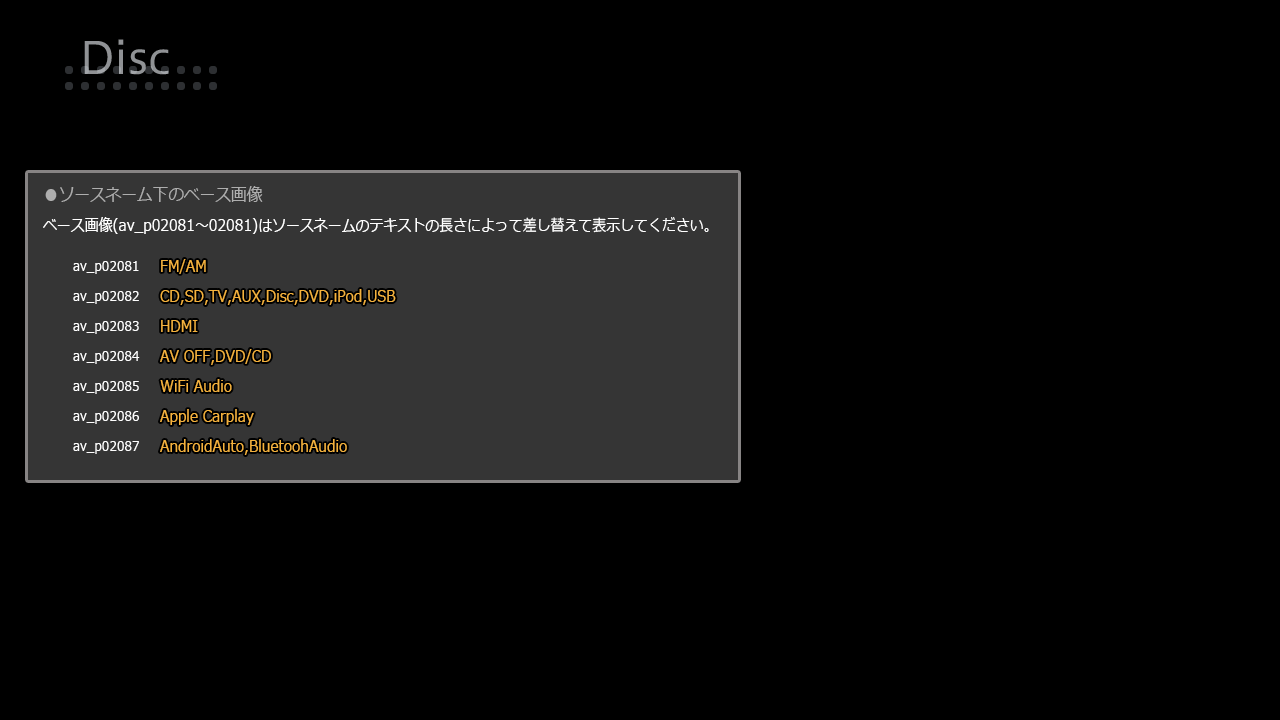 Disc
●ソースネーム下のベース画像
ベース画像(av_p02081～02081)はソースネームのテキストの長さによって差し替えて表示してください。
av_p02081 FM/AM
av_p02082 CD,SD,TV,AUX,Disc,DVD,iPod,USB
av_p02083 HDMI
av_p02084 AV OFF,DVD/CD
av_p02085 WiFi Audio
av_p02086 Apple Carplay
av_p02087 AndroidAuto,BluetoohAudio